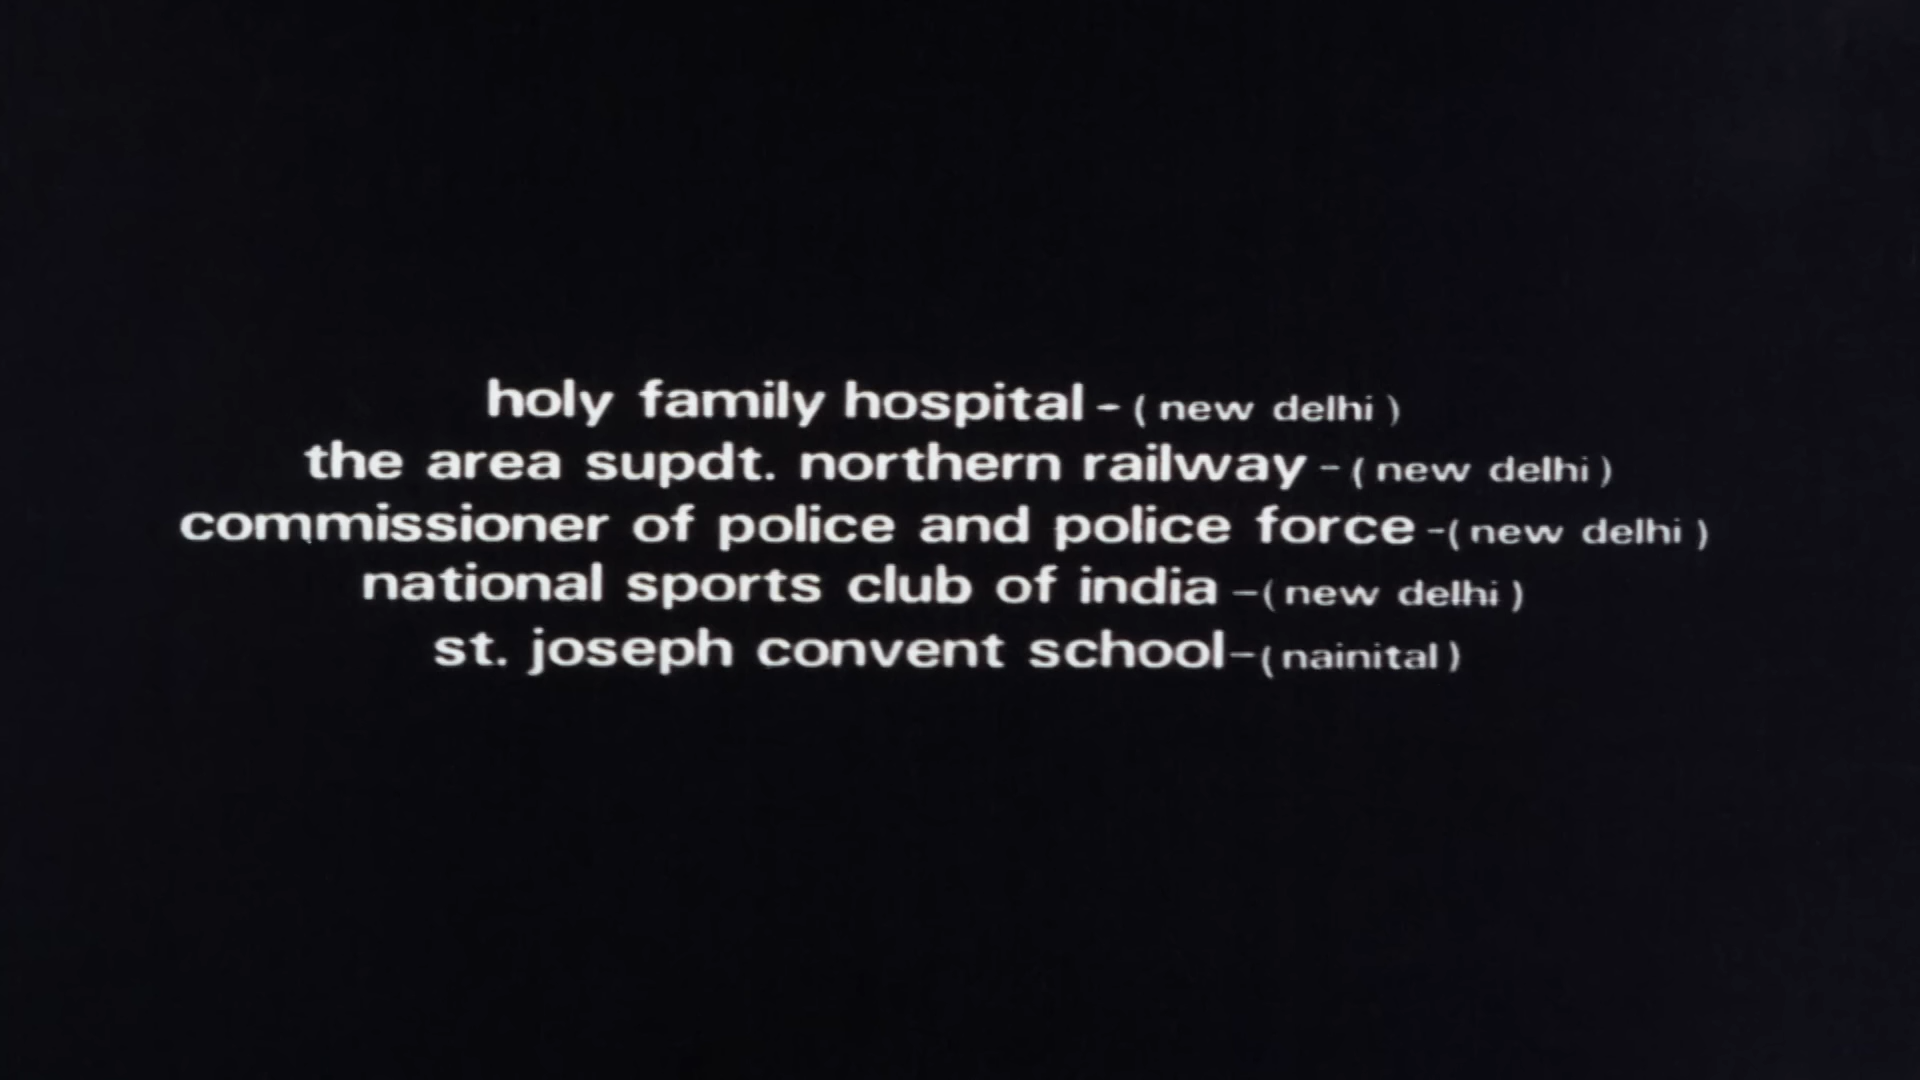 holy family hospital - ( new delhi )
the area supdt. northern railway - ( new delhi )
commissioner of police and police force -( new delhi )
national sports club of india -( new delhi )
st. joseph convent school-( nainital )